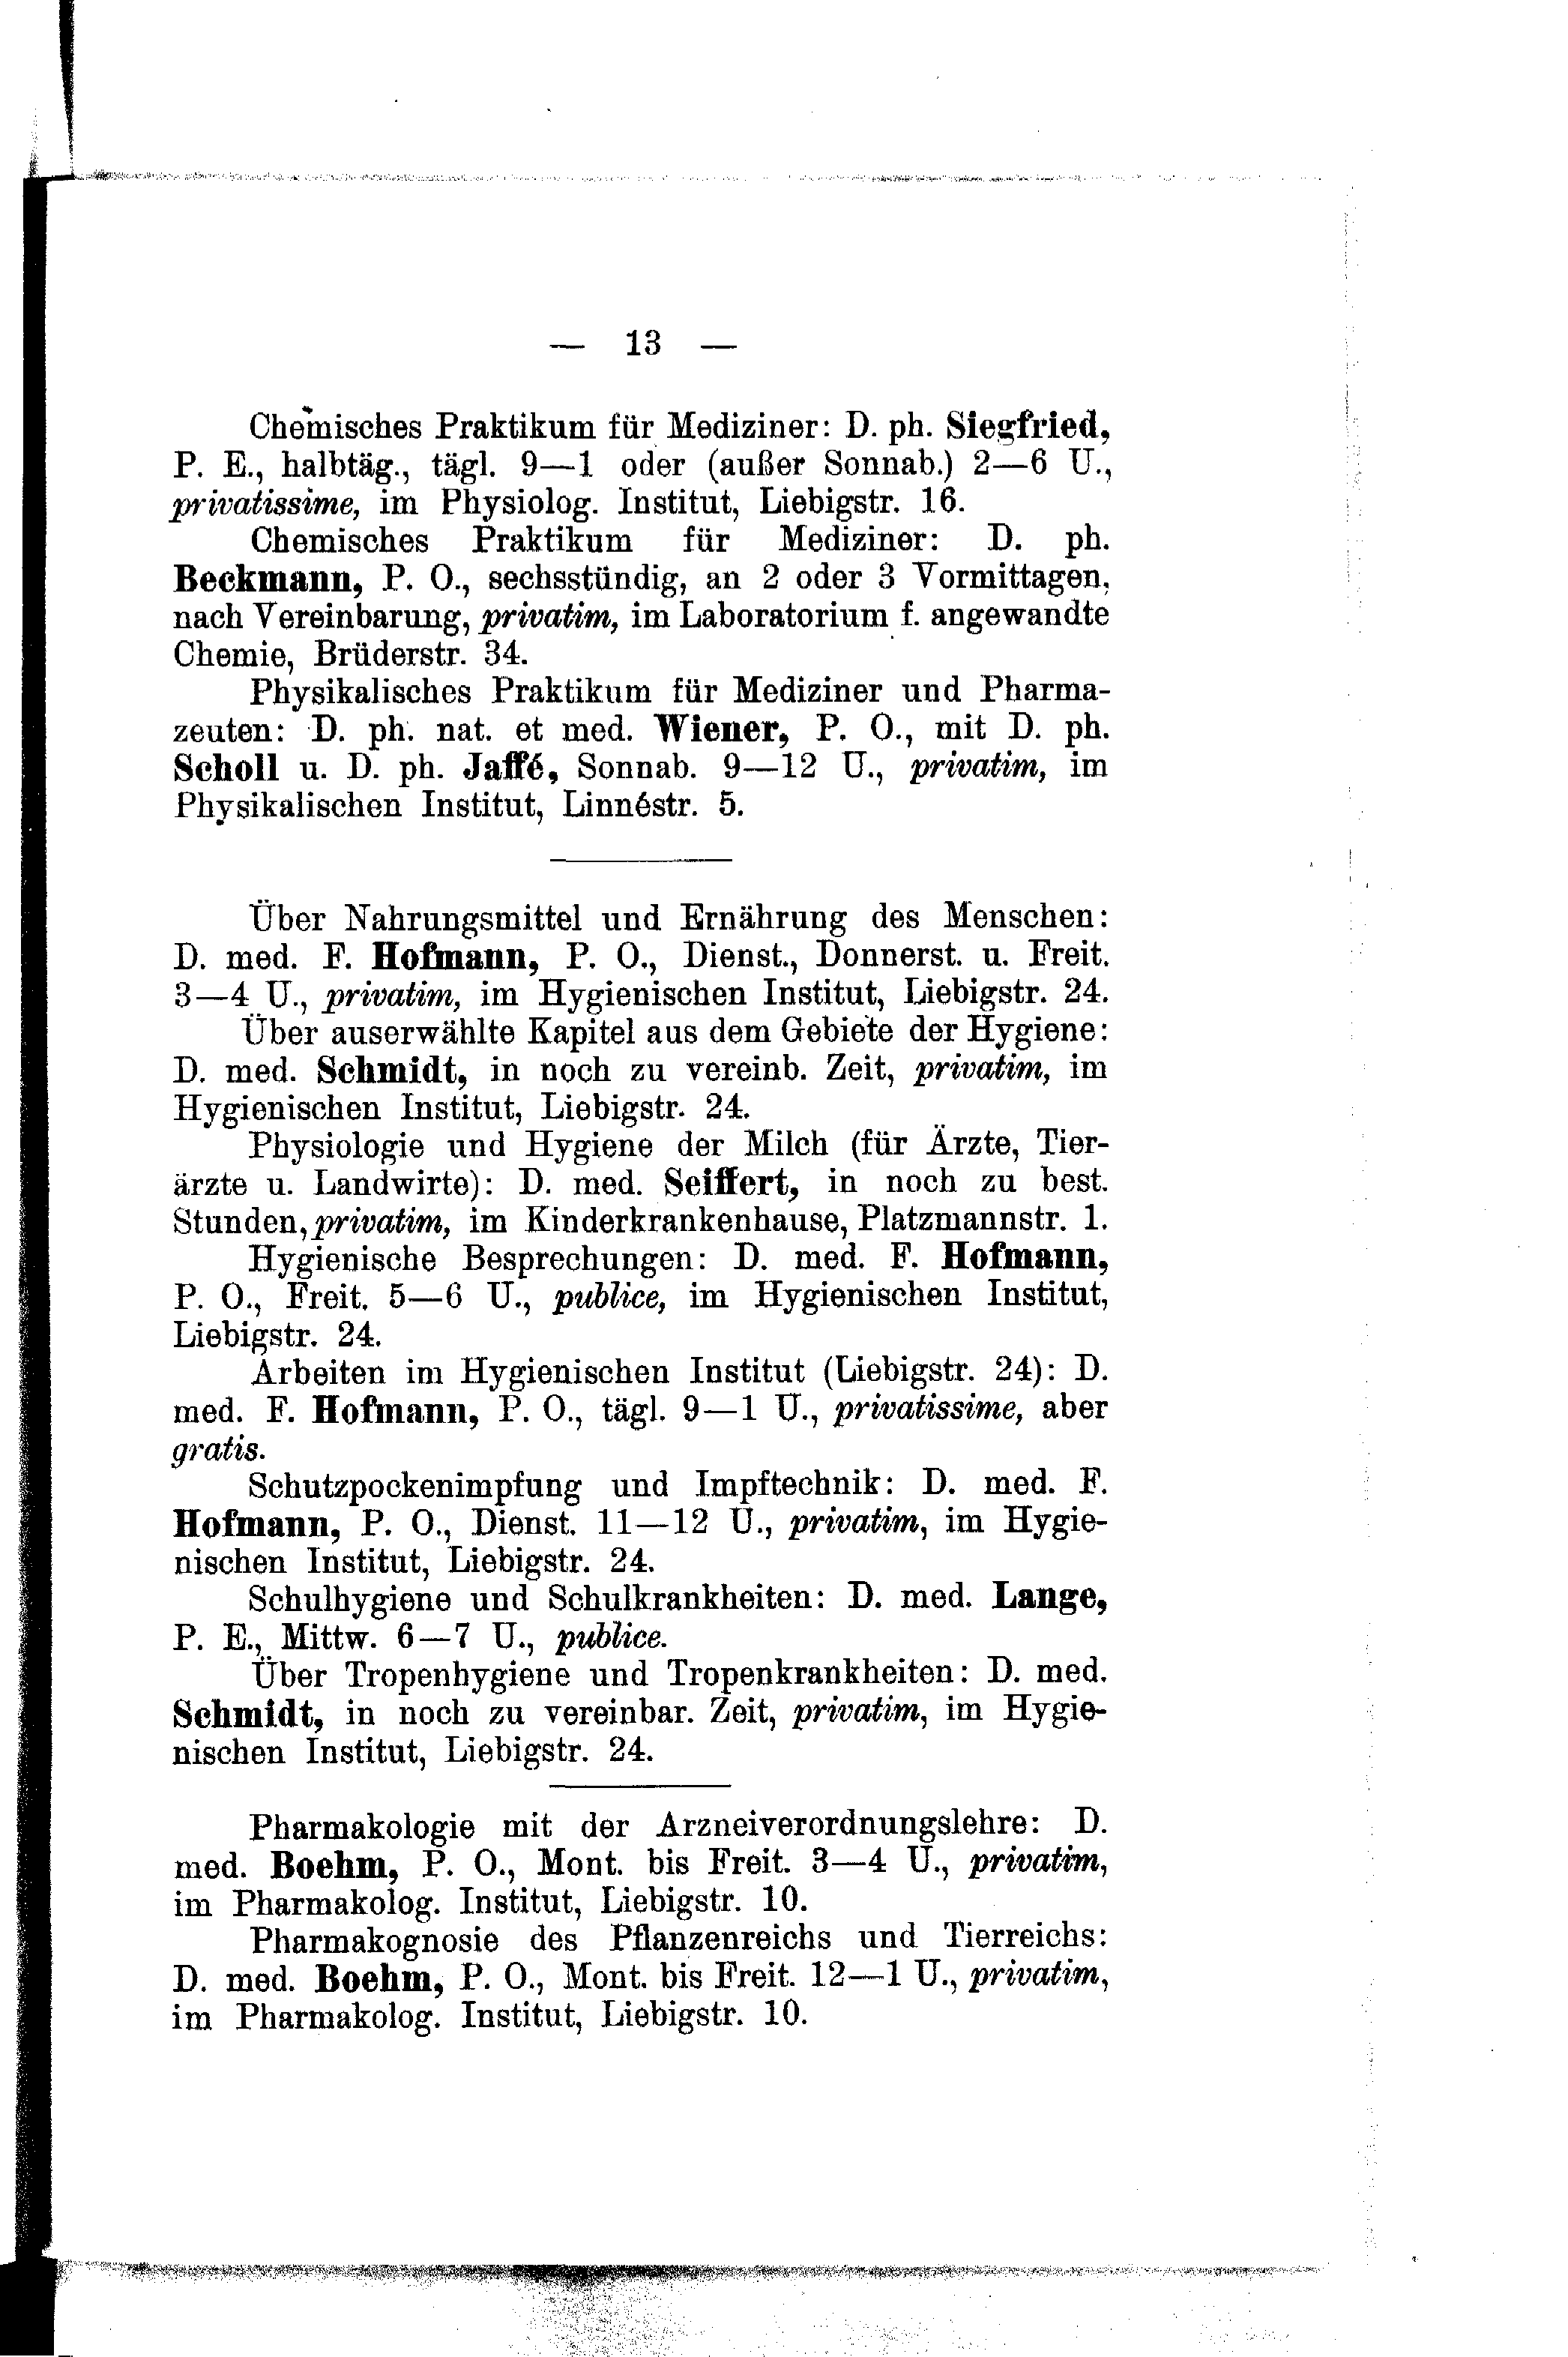 — 13 —
Chemisches Praktikum für Mediziner: D. ph. Siegfried,
P. E., halbtäg., tägl. 9—1 oder (außer Sonnab.) 2—6 U.,
privatissime, im Physiolog. Institut, Liebigstr. 16.
Chemisches Praktikum für Mediziner: D. ph.
Beckmann, P. O., sechsstündig, an 2 oder 3 Vormittagen,
nach Vereinbarung, privatim, im Laboratorium f. angewandte
Chemie, Brüderstr. 34.
Physikalisches Praktikum für Mediziner und Pharma-
zeuten: D. ph. nat. et med. Wiener, P. O., mit D. ph.
Scholl u. D. ph. Jaffé, Sonnab. 9—12 U., privatim, im
Physikalischen Institut, Linnéstr. 5.
Über Nahrungsmittel und Ernährung des Menschen:
D. med. F. Hofmann, P. O., Dienst., Donnerst. u. Freit.
3—4 U., privatim, im Hygienischen Institut, Liebigstr. 24.
Über auserwählte Kapitel aus dem Gebiete der Hygiene:
D. med. Schmidt, in noch zu vereinb. Zeit, privatim, im
Hygienischen Institut, Liebigstr. 24.
Physiologie und Hygiene der Milch (für Ärzte, Tier-
ärzte u. Landwirte): D. med. Seiffert, in noch zu best.
Stunden, privatim, im Kinderkrankenhause, Platzmannstr. 1.
Hygienische Besprechungen: D. med. F. Hofmann,
P. O., Freit. 5—6 U., publice, im Hygienischen Institut,
Liebigstr. 24.
Arbeiten im Hygienischen Institut (Liebigstr. 24): D.
med. F. Hofmann, P. O., tägl. 9—1 U., privatissime, aber
gratis.
Schutzpockenimpfung und Impftechnik: D. med. F.
Hofmann, P. O., Dienst. 11—12 U., privatim, im Hygie-
nischen Institut, Liebigstr. 24.
Schulhygiene und Schulkrankheiten: D. med. Lange,
P. E., Mittw. 6—7 U., publice.
Über Tropenhygiene und Tropenkrankheiten: D. med.
Schmidt, in noch zu vereinbar. Zeit, privatim, im Hygie-
nischen Institut, Liebigstr. 24.
Pharmakologie mit der Arzneiverordnungslehre: D.
med. Boehm, P. O., Mont. bis Freit. 3—4 U., privatim,
im Pharmakolog. Institut, Liebigstr. 10.
Pharmakognosie des Pflanzenreichs und Tierreichs:
D. med. Boehm, P. O., Mont. bis Freit. 12—1 U., privatim,
im Pharmakolog. Institut, Liebigstr. 10.